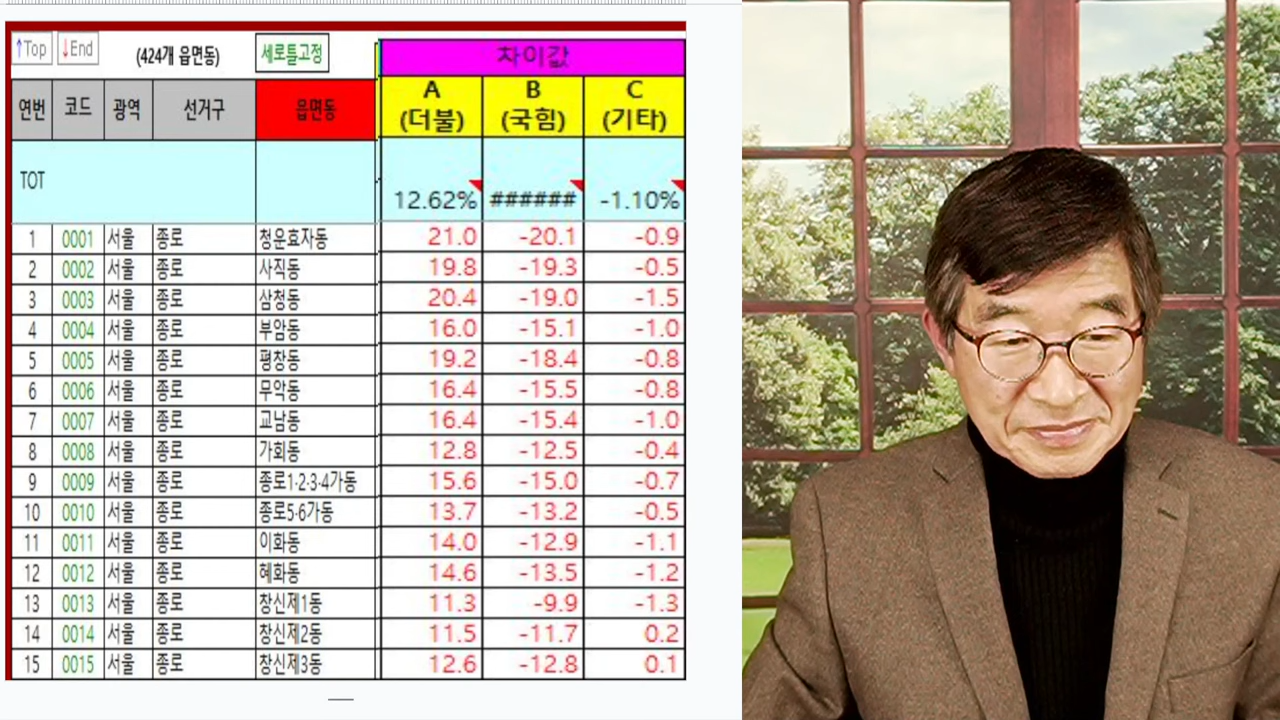 ↑Top ↓End (424개 읍면동) 세로틀고정 차이값
연번 코드 광역 선거구 읍면동 A (더불) B (국힘) C (기타)
TOT 12.62% ###### -1.10%
1 0001 서울 종로 청운효자동 21.0 -20.1 -0.9
2 0002 서울 종로 사직동 19.8 -19.3 -0.5
3 0003 서울 종로 삼청동 20.4 -19.0 -1.5
4 0004 서울 종로 부암동 16.0 -15.1 -1.0
5 0005 서울 종로 평창동 19.2 -18.4 -0.8
6 0006 서울 종로 무악동 16.4 -15.5 -0.8
7 0007 서울 종로 교남동 16.4 -15.4 -1.0
8 0008 서울 종로 가회동 12.8 -12.5 -0.4
9 0009 서울 종로 종로1·2·3·4가동 15.6 -15.0 -0.7
10 0010 서울 종로 종로5·6가동 13.7 -13.2 -0.5
11 0011 서울 종로 이화동 14.0 -12.9 -1.1
12 0012 서울 종로 혜화동 14.6 -13.5 -1.2
13 0013 서울 종로 창신제1동 11.3 -9.9 -1.3
14 0014 서울 종로 창신제2동 11.5 -11.7 0.2
15 0015 서울 종로 창신제3동 12.6 -12.8 0.1